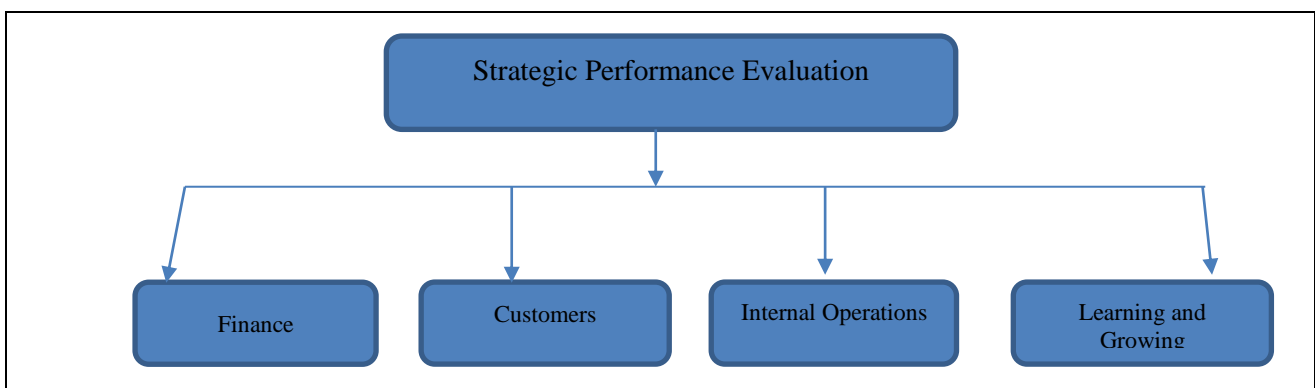 Strategic Performance Evaluation
Finance
Customers
Internal Operations
Learning and
Growing